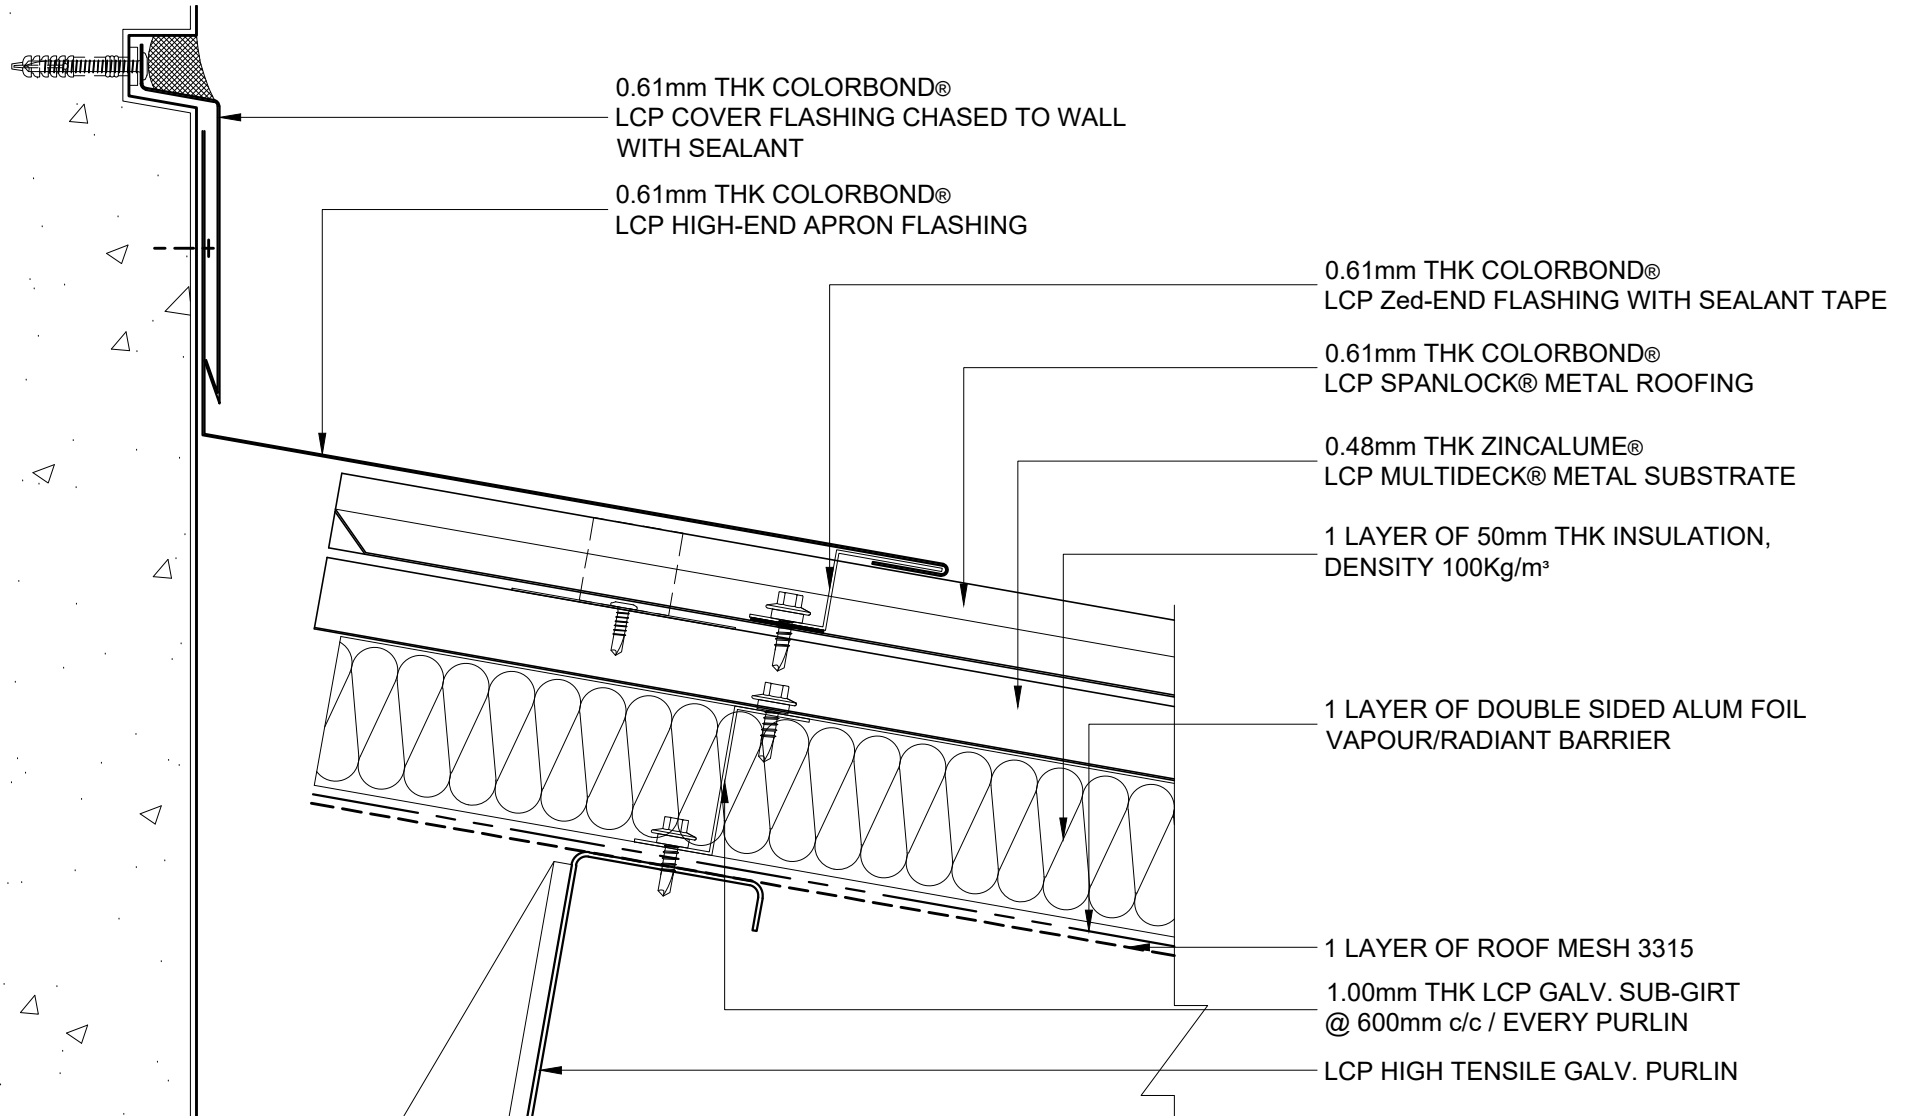 0.61mm THK COLORBOND®
LCP COVER FLASHING CHASED TO WALL
WITH SEALANT
0.61mm THK COLORBOND®
LCP HIGH-END APRON FLASHING
0.61mm THK COLORBOND®
LCP Zed-END FLASHING WITH SEALANT TAPE
0.61mm THK COLORBOND®
LCP SPANLOCK® METAL ROOFING
0.48mm THK ZINCALUME®
LCP MULTIDECK® METAL SUBSTRATE
1 LAYER OF 50mm THK INSULATION,
DENSITY 100Kg/m³
1 LAYER OF DOUBLE SIDED ALUM FOIL
VAPOUR/RADIANT BARRIER
1 LAYER OF ROOF MESH 3315
1.00mm THK LCP GALV. SUB-GIRT
@ 600mm c/c / EVERY PURLIN
LCP HIGH TENSILE GALV. PURLIN